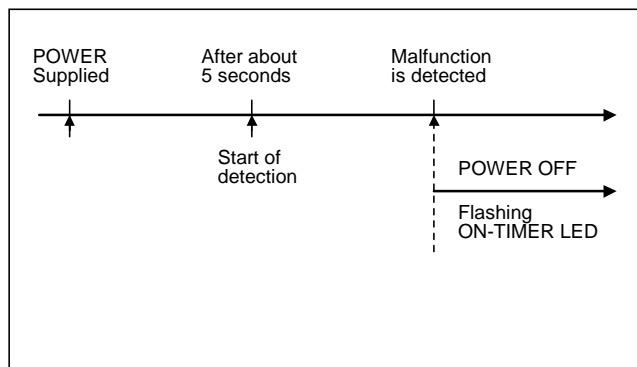 POWER
Supplied
After about
5 seconds
Malfunction
is detected
Start of
detection
POWER OFF
Flashing
ON-TIMER LED